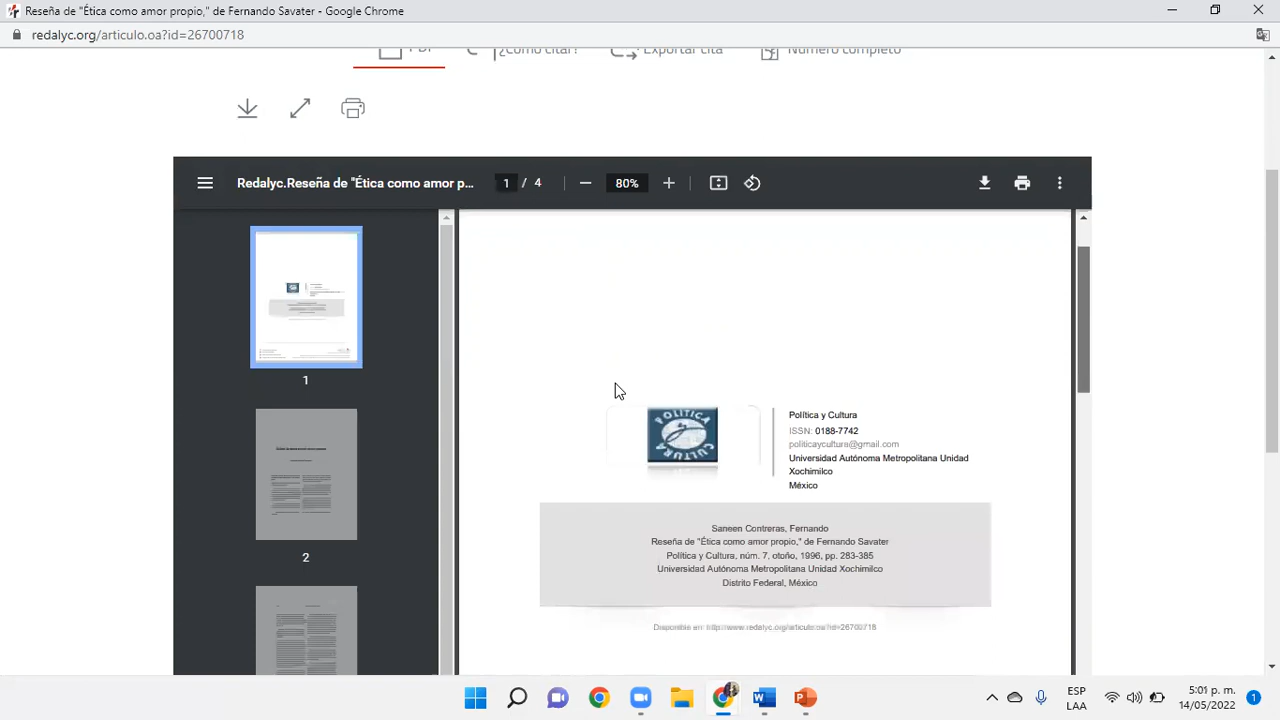 Reseña de "Ética como amor propio," de Fernando Savater - Google Chrome
redalyc.org/articulo.oa?id=26700718
PDF
¿Cómo citar?
Exportar cita
Número completo
Redalyc.Reseña de "Ética como amor p...
1 / 4
80%
POLITICA
CULTURA
Política y Cultura
ISSN: 0188-7742
politicaycultura@gmail.com
Universidad Autónoma Metropolitana Unidad
Xochimilco
México
Saneen Contreras, Fernando
Reseña de "Ética como amor propio," de Fernando Savater
Política y Cultura, núm. 7, otoño, 1996, pp. 283-385
Universidad Autónoma Metropolitana Unidad Xochimilco
Distrito Federal, México
Disponible en: http://www.redalyc.org/articulo.oa?id=26700718
1
2
ESP
LAA
5:01 p. m.
14/05/2022
1